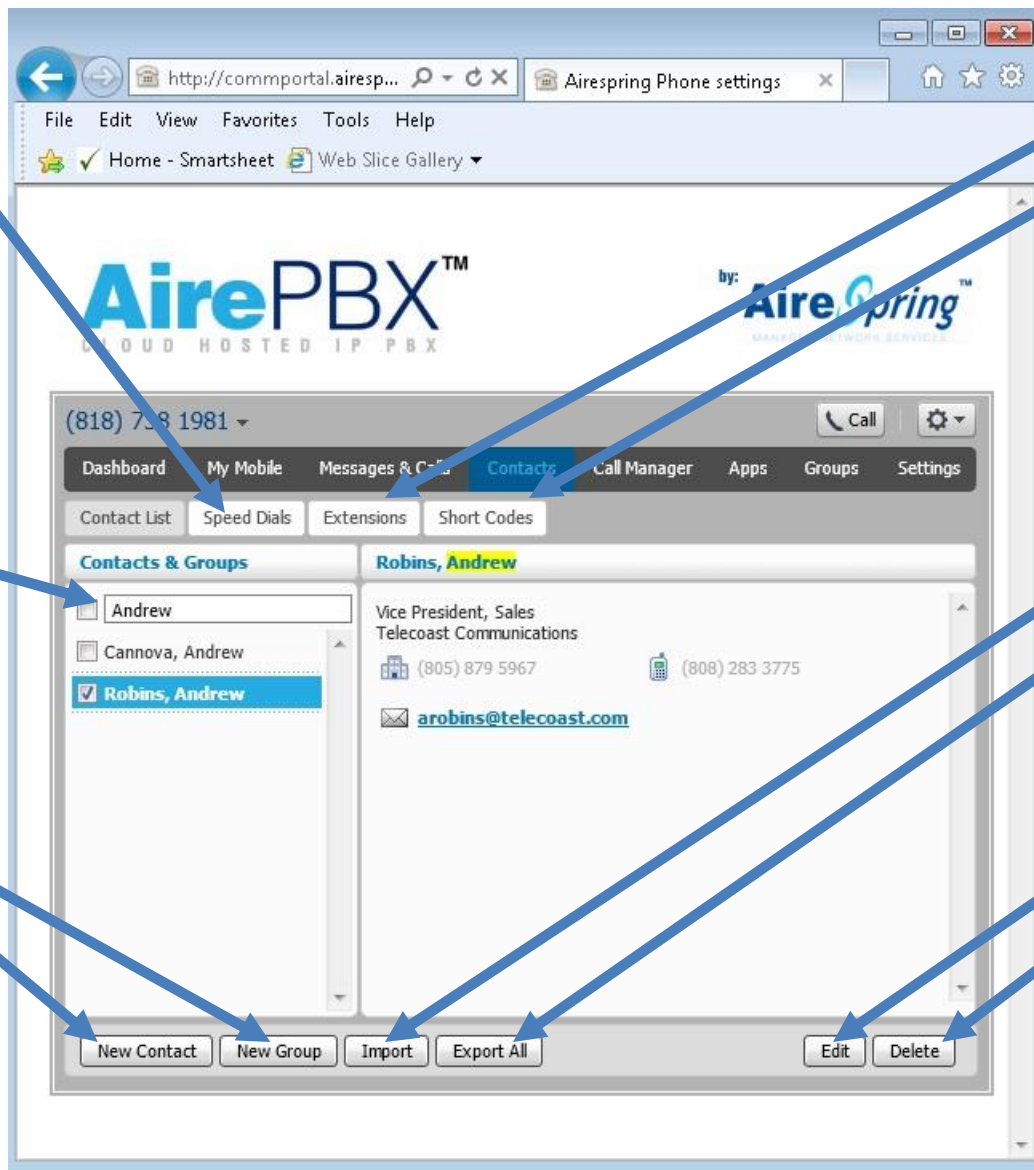 http://commportal.airesp...
Airespring Phone settings
File Edit View Favorites Tools Help
Home - Smartsheet Web Slice Gallery
AirePBX™
CLOUD HOSTED IP PBX
by:
AireSpring™
(818) 1981
Call
Dashboard My Mobile Messages & Calls Contacts Call Manager Apps Groups Settings
Contact List Speed Dials Extensions Short Codes
Contacts & Groups
Robins, Andrew
Andrew
Cannova, Andrew
Robins, Andrew
Vice President, Sales
Telecoast Communications
(805) 879 5967 (808) 283 3775
arobins@telecoast.com
New Contact New Group Import Export All Edit Delete